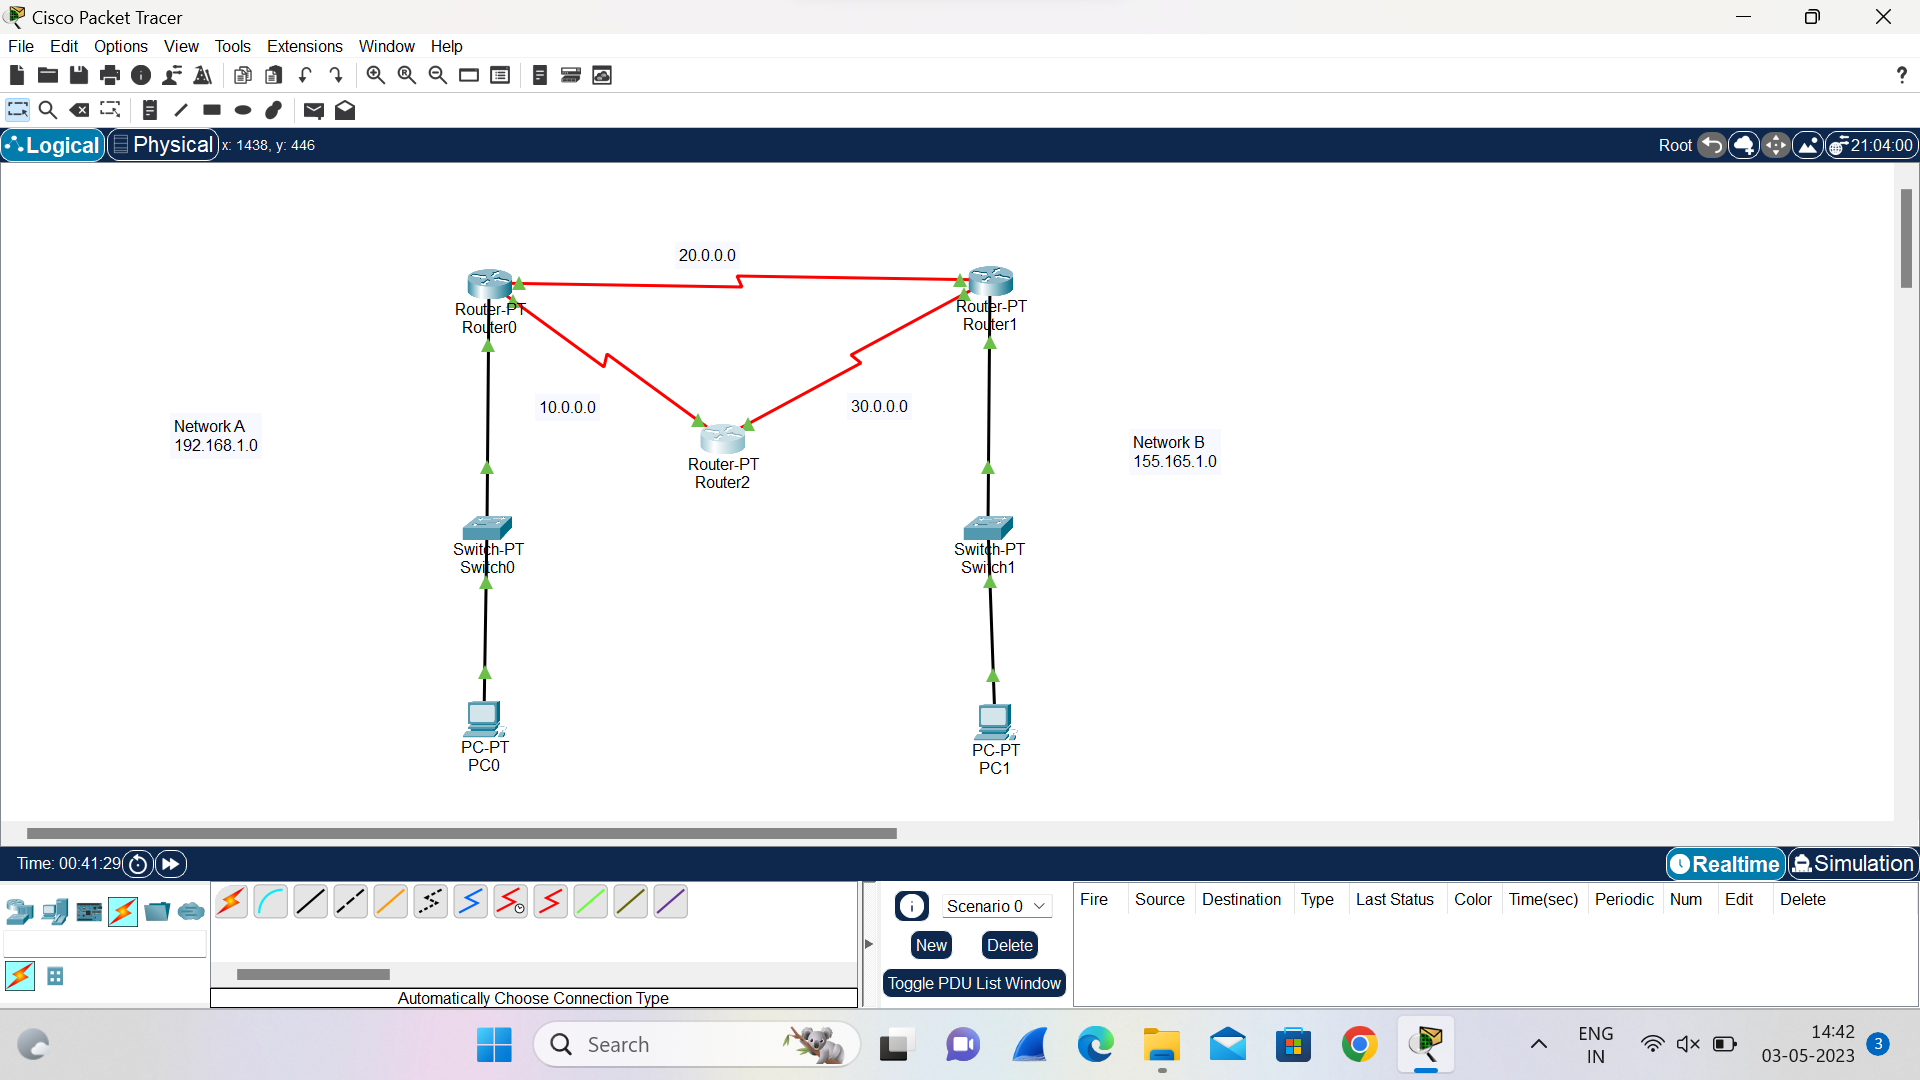 Cisco Packet Tracer
File Edit Options View Tools Extensions Window Help
?
Logical Physical x: 1438, y: 446
Root 21:04:00
20.0.0.0
Router-PT
Router0
Router-PT
Router1
10.0.0.0
30.0.0.0
Network A
192.168.1.0
Network B
155.165.1.0
Router-PT
Router2
Switch-PT
Switch0
Switch-PT
Switch1
PC-PT
PC0
PC-PT
PC1
Time: 00:41:29
Realtime Simulation
Scenario 0
New Delete
Toggle PDU List Window
Fire Source Destination Type Last Status Color Time(sec) Periodic Num Edit Delete
Automatically Choose Connection Type
Search
ENG
IN
14:42
03-05-2023
3